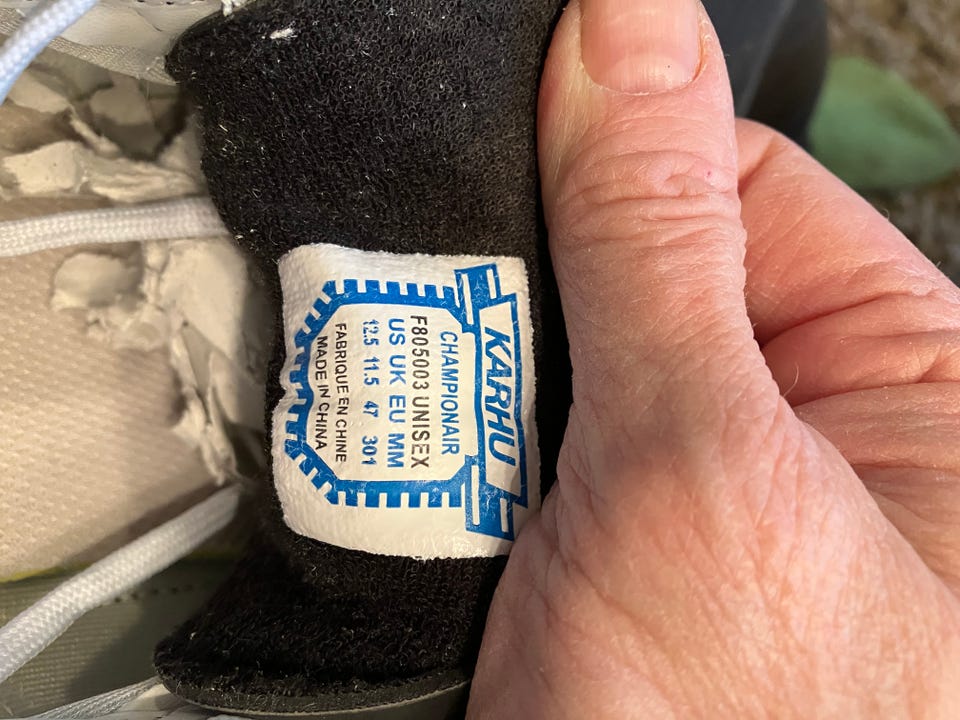 KARHU
CHAMPIONAIR
F805003 UNISEX
US UK EU MM
12.5 11.5 47 301
FABRIQUE EN CHINE
MADE IN CHINA